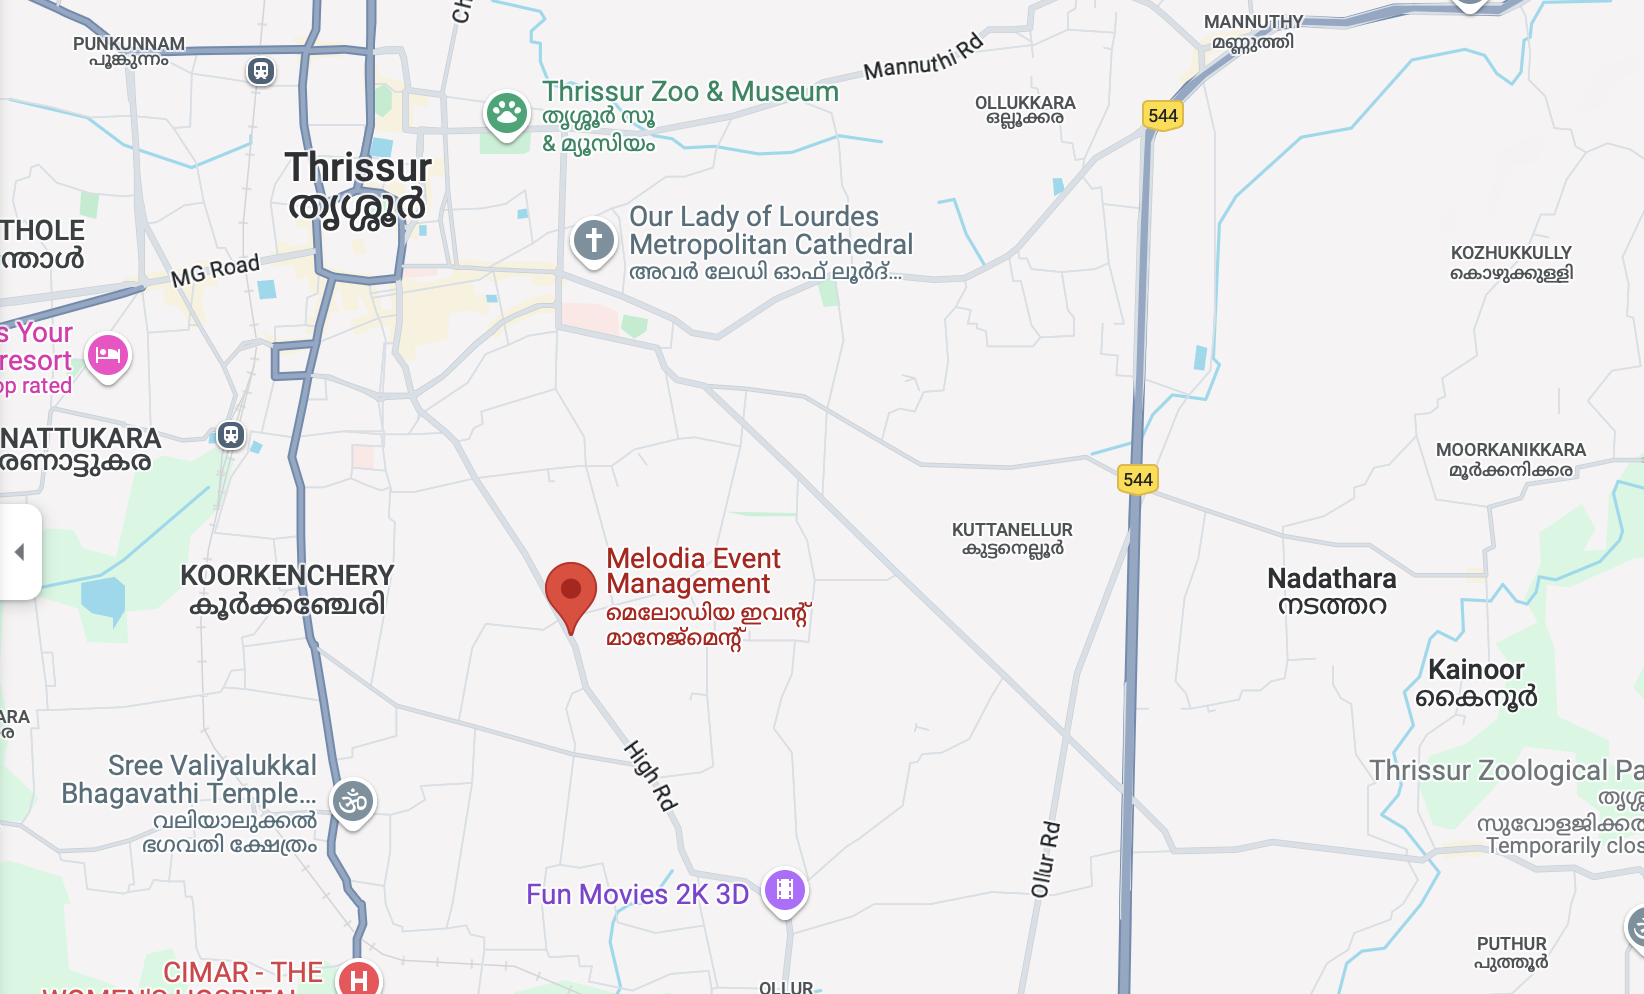 Ch
MANNUTHY
മണ്ണുത്തി
PUNKUNNAM
പൂങ്കുന്നം
Mannuthi Rd
Thrissur Zoo & Museum
തൃശ്ശൂർ സൂ
& മ്യൂസിയം
OLLUKKARA
ഒല്ലൂക്കര
544
Thrissur
തൃശ്ശൂർ
THOLE
ന്തോൾ
MG Road
Our Lady of Lourdes
Metropolitan Cathedral
അവർ ലേഡി ഓഫ് ലൂർദ്...
KOZHUKKULLY
കൊഴുക്കുള്ളി
s Your
resort
op rated
NATTUKARA
രണാട്ടുകര
MOORKANIKKARA
മൂർക്കനിക്കര
544
KUTTANELLUR
കുട്ടനെല്ലൂർ
KOORKENCHERY
കൂർക്കഞ്ചേരി
Melodia Event
Management
മെലോഡിയ ഇവന്റ്
മാനേജ്മെന്റ്
Nadathara
നടത്തറ
Kainoor
കൈനൂർ
ARA
ര
High Rd
Sree Valiyalukkal
Bhagavathi Temple...
വലിയാലുക്കൽ
ഭഗവതി ക്ഷേത്രം
Thrissur Zoological Pa
തൃശ്ശ
സുവോളജിക്ക
Temporarily clos
Ollur Rd
Fun Movies 2K 3D
PUTHUR
പുത്തൂർ
CIMAR - THE
WOMEN'S HOSPITAL
H
OLLUR